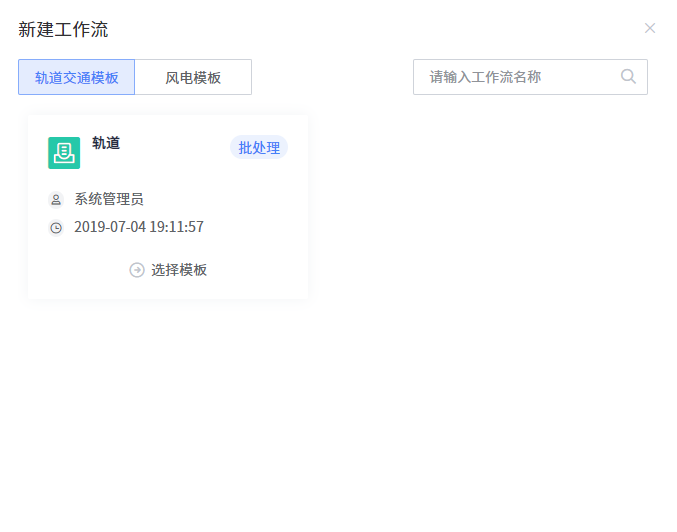 新建工作流
轨道交通模板
风电模板
请输入工作流名称
轨道
批处理
系统管理员
2019-07-04 19:11:57
选择模板